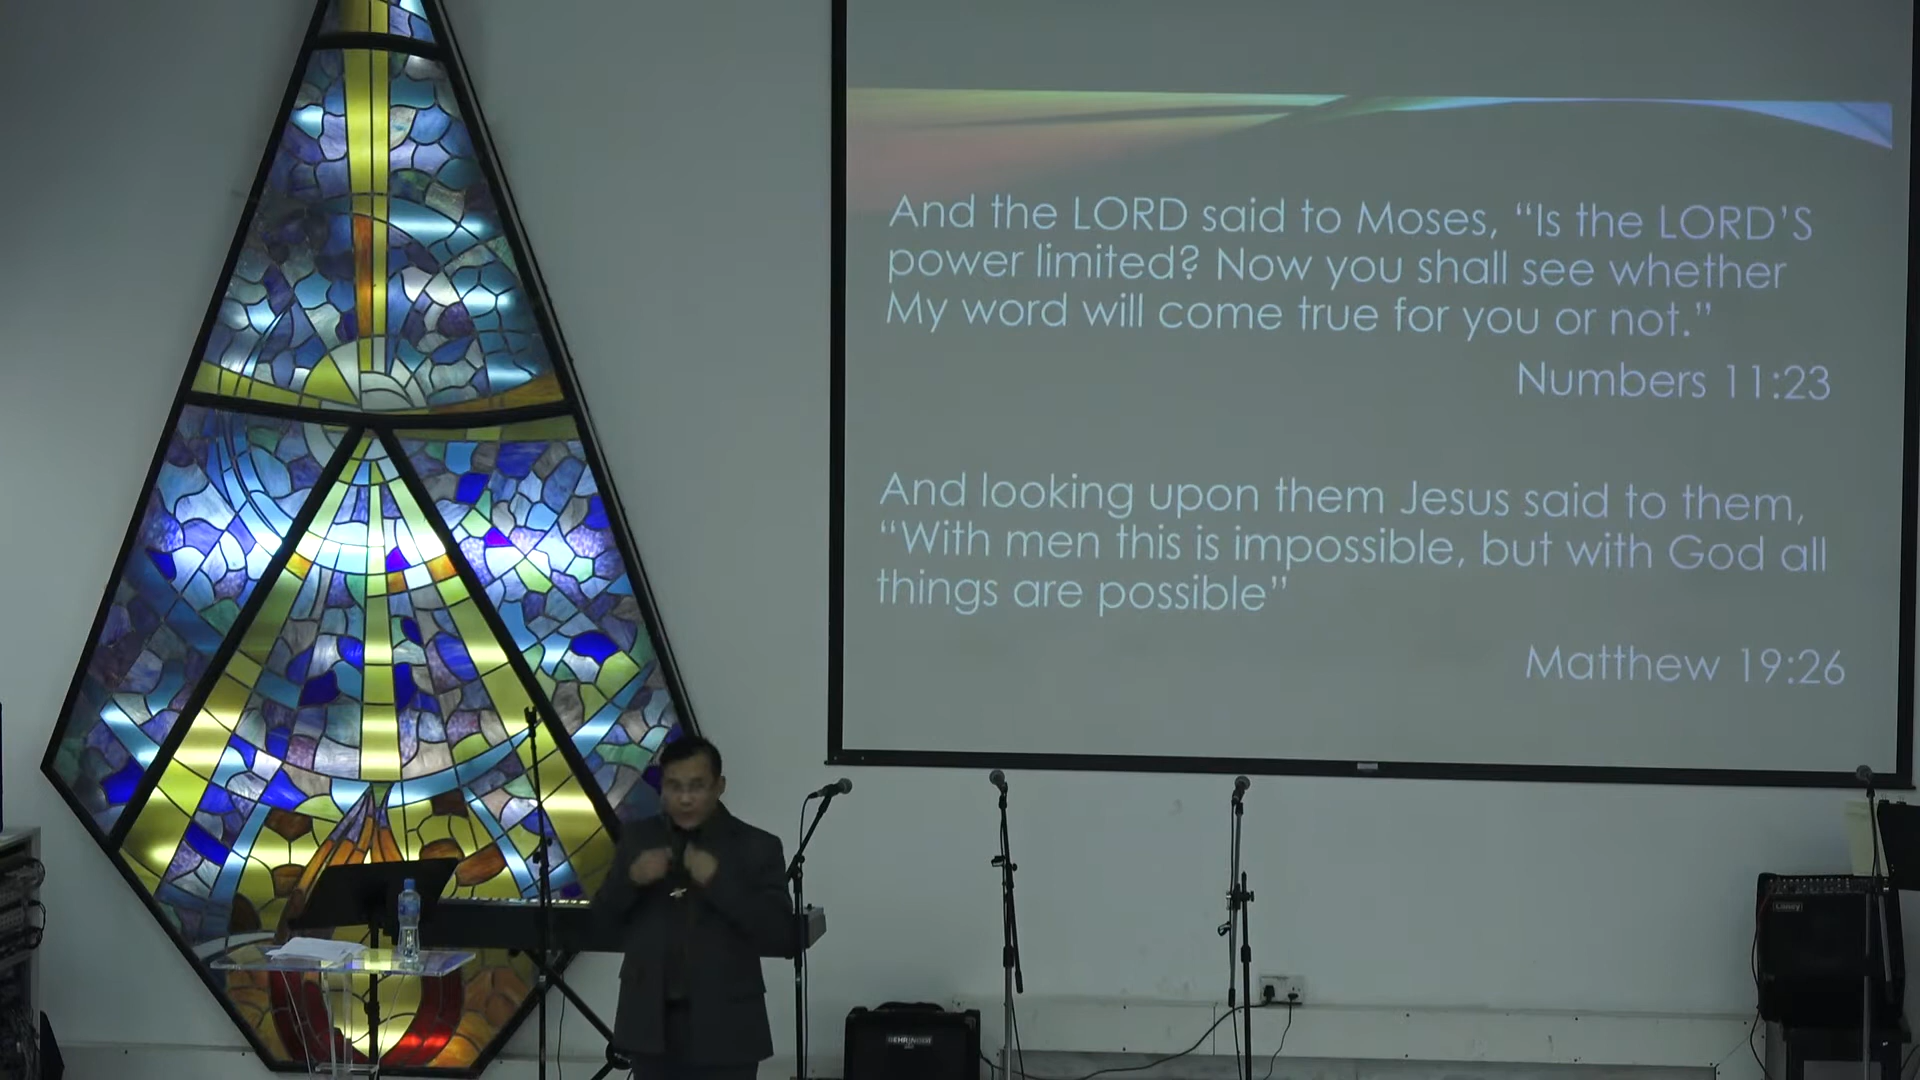 And the LORD said to Moses, “Is the LORD’S
power limited? Now you shall see whether
My word will come true for you or not.”
Numbers 11:23
And looking upon them Jesus said to them,
“With men this is impossible, but with God all
things are possible”
Matthew 19:26
Laney
BEHRINGER